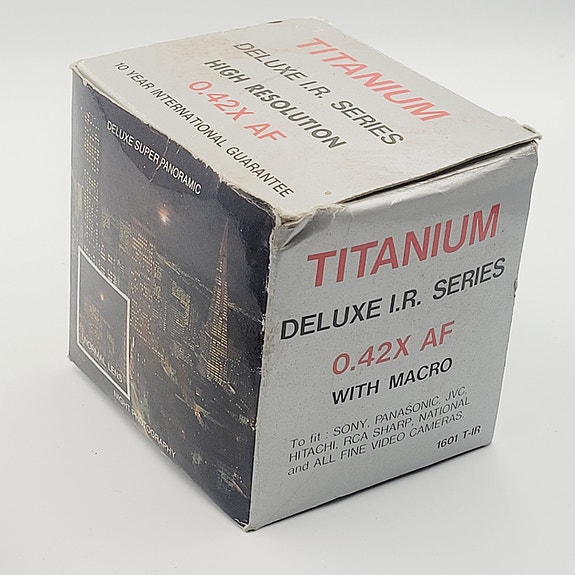 TITANIUM
DELUXE I.R. SERIES
HIGH RESOLUTION
0.42X AF
10 YEAR INTERNATIONAL GUARANTEE
DELUXE SUPER PANORAMIC
NORMAL LENS
NIGHT PHOTOGRAPHY
TITANIUM
DELUXE I.R. SERIES
0.42X AF
WITH MACRO
To fit : SONY, PANASONIC, JVC,
HITACHI, RCA SHARP, NATIONAL
and ALL FINE VIDEO CAMERAS.
1601 T-IR